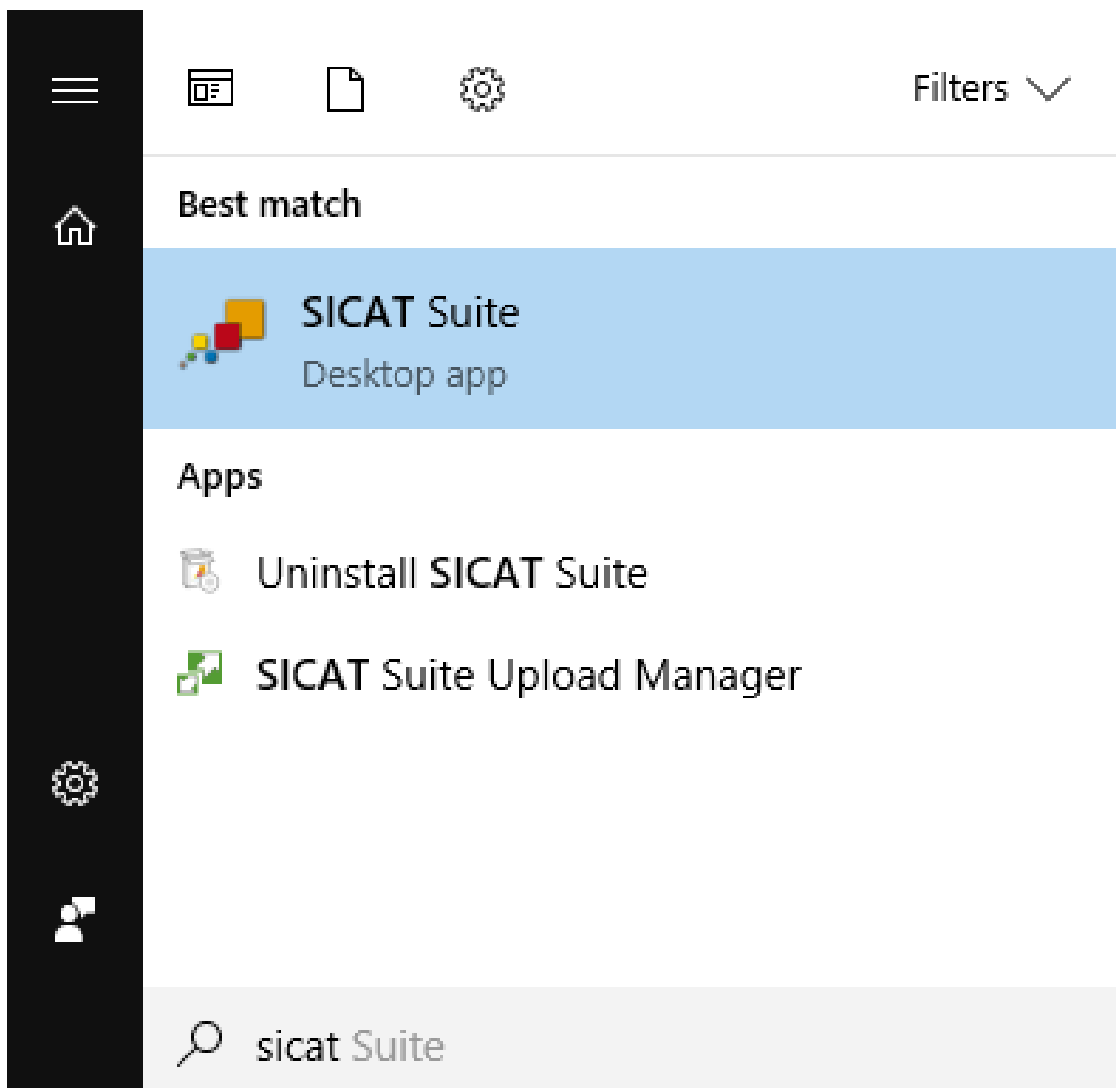 Filters
Best match
SICAT Suite
Desktop app
Apps
Uninstall SICAT Suite
SICAT Suite Upload Manager
sicat Suite